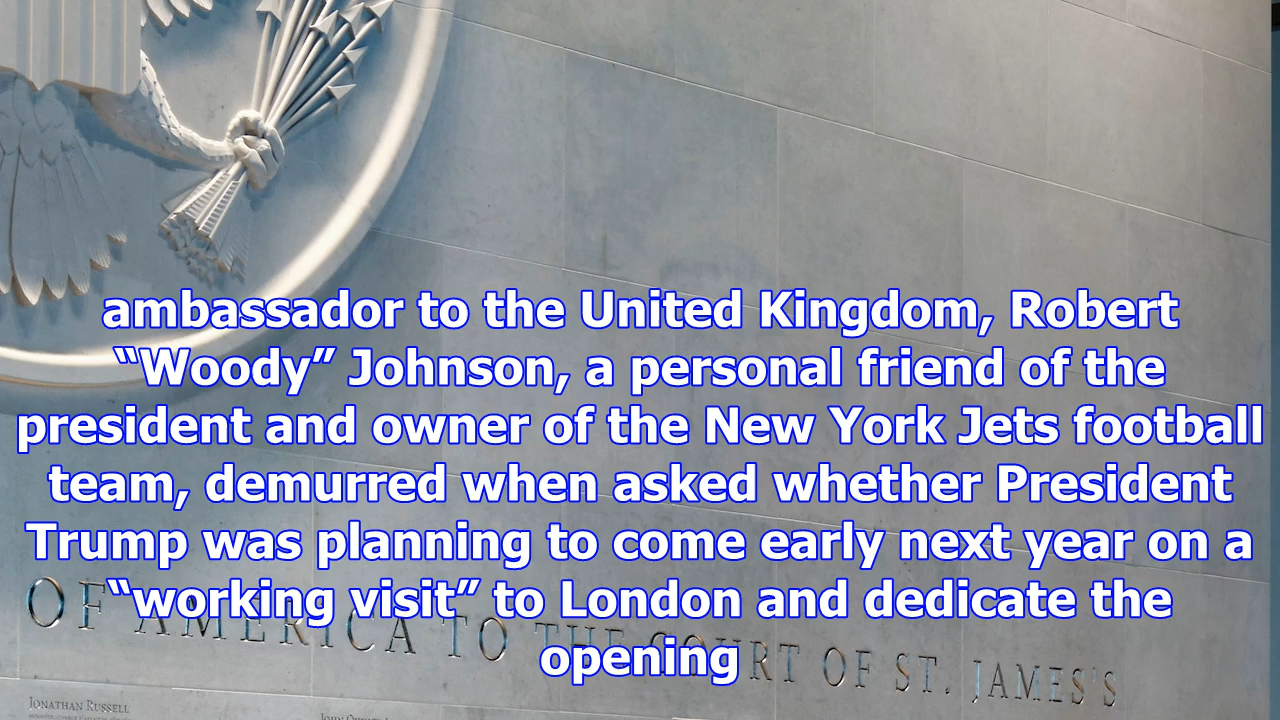 ambassador to the United Kingdom, Robert
“Woody” Johnson, a personal friend of the
president and owner of the New York Jets football
team, demurred when asked whether President
Trump was planning to come early next year on a
“working visit” to London and dedicate the
opening
OF AMERICA TO THE COURT OF ST. JAMES'S
JONATHAN RUSSELL